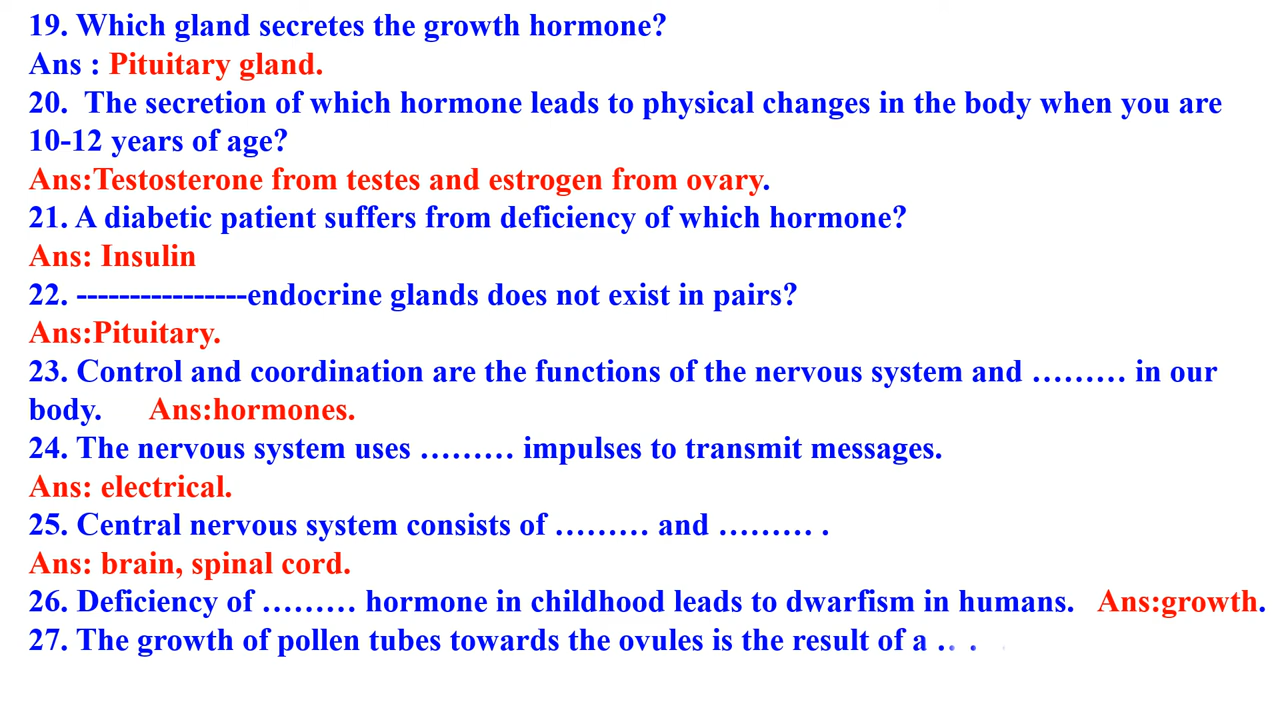 19. Which gland secretes the growth hormone?
Ans : Pituitary gland.
20.  The secretion of which hormone leads to physical changes in the body when you are
10-12 years of age?
Ans:Testosterone from testes and estrogen from ovary.
21. A diabetic patient suffers from deficiency of which hormone?
Ans: Insulin
22. ----------------endocrine glands does not exist in pairs?
Ans:Pituitary.
23. Control and coordination are the functions of the nervous system and ……… in our
body.      Ans:hormones.
24. The nervous system uses ……… impulses to transmit messages.
Ans: electrical.
25. Central nervous system consists of ……… and ……… .
Ans: brain, spinal cord.
26. Deficiency of ……… hormone in childhood leads to dwarfism in humans.   Ans:growth.
27. The growth of pollen tubes towards the ovules is the result of a .. .